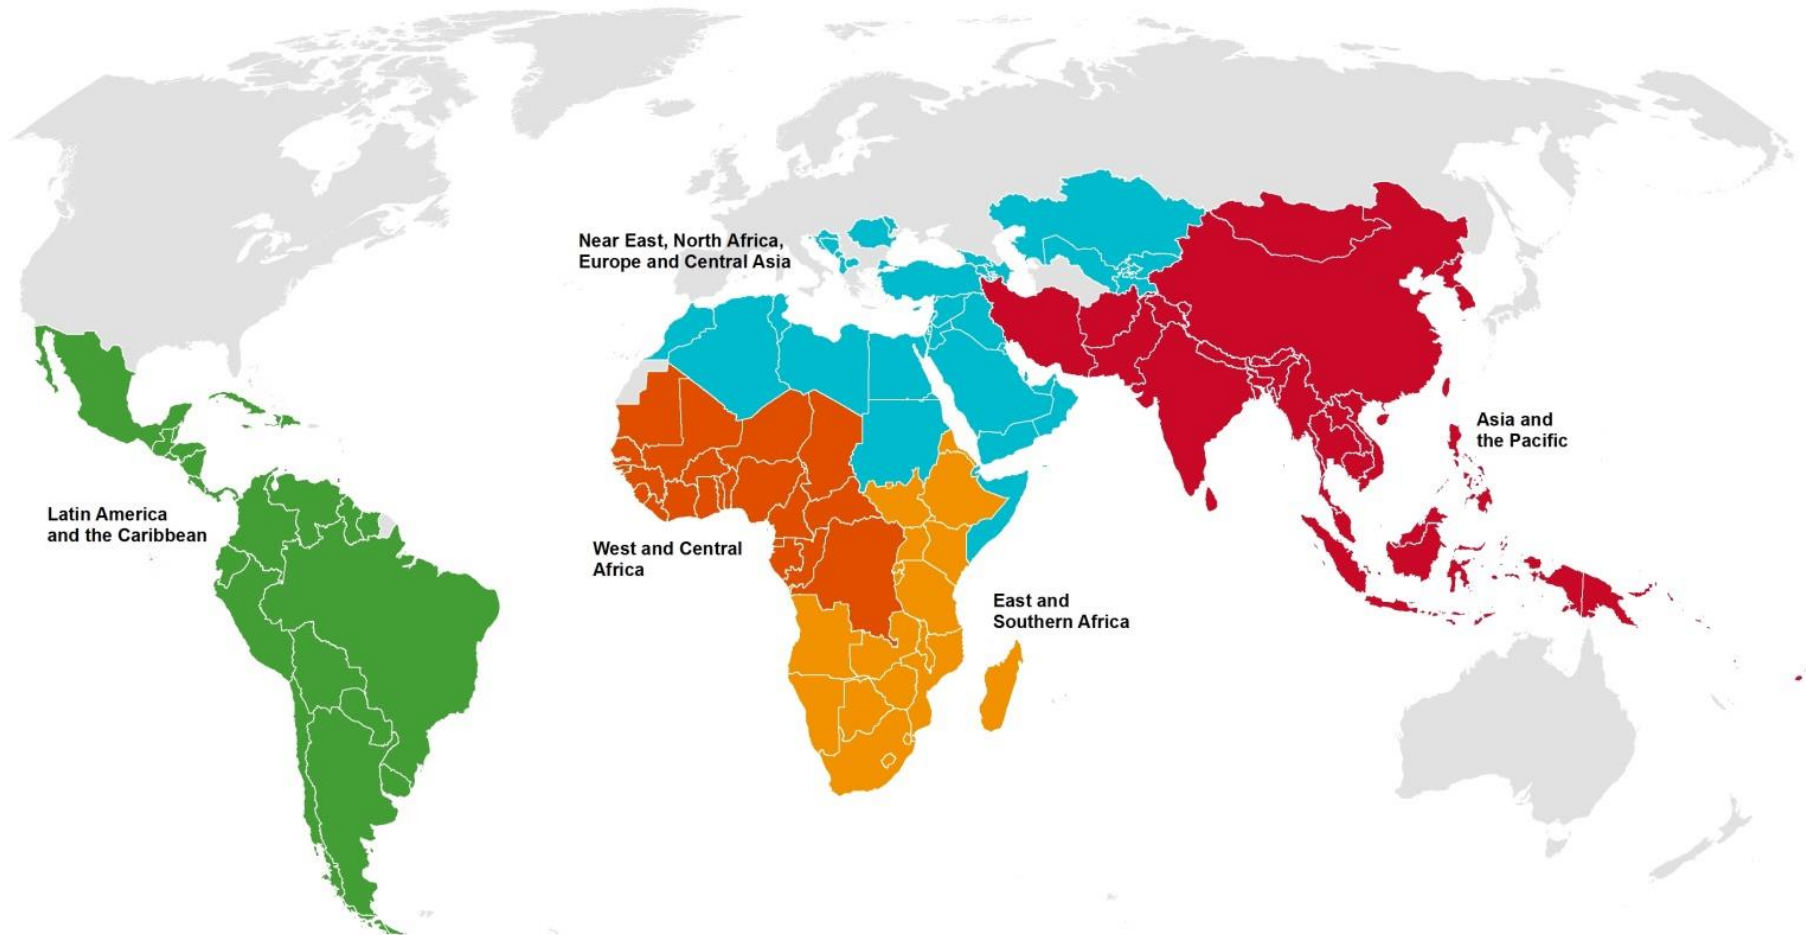 Near East, North Africa,
Europe and Central Asia
Asia and
the Pacific
Latin America
and the Caribbean
West and Central
Africa
East and
Southern Africa